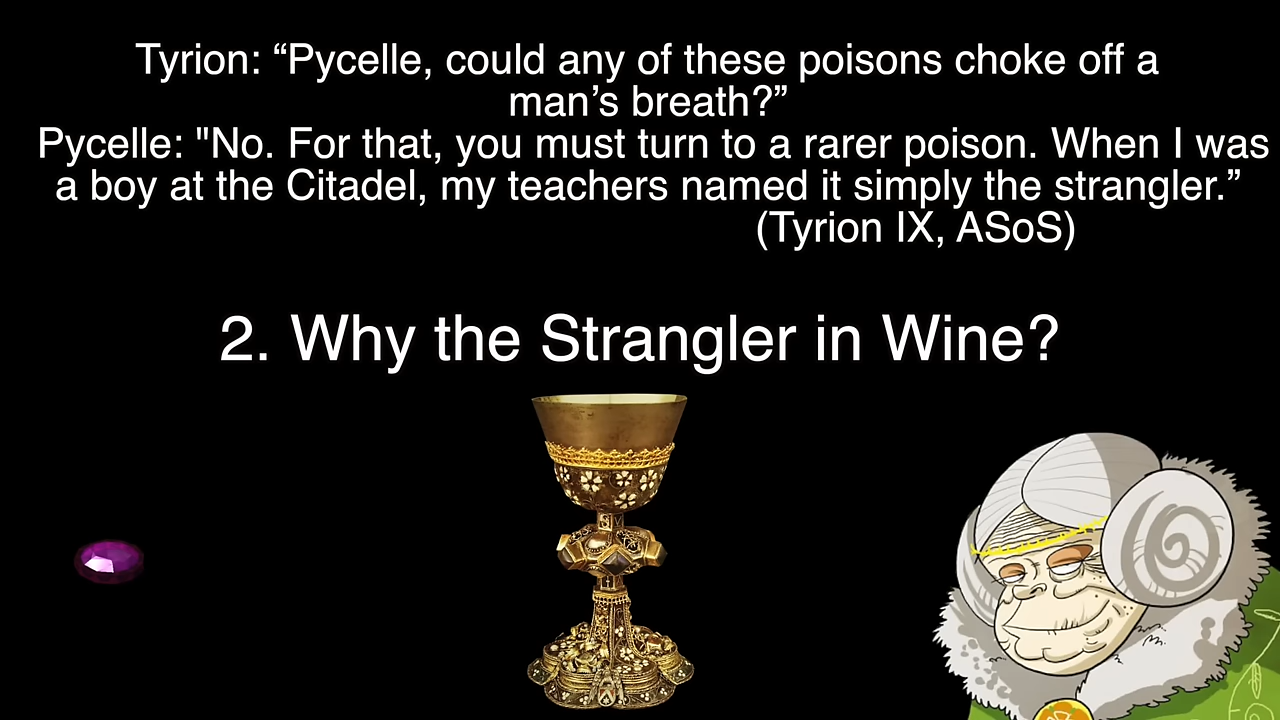 Tyrion: “Pycelle, could any of these poisons choke off a
man’s breath?”
Pycelle: "No. For that, you must turn to a rarer poison. When I was
a boy at the Citadel, my teachers named it simply the strangler.”
(Tyrion IX, ASoS)
2. Why the Strangler in Wine?